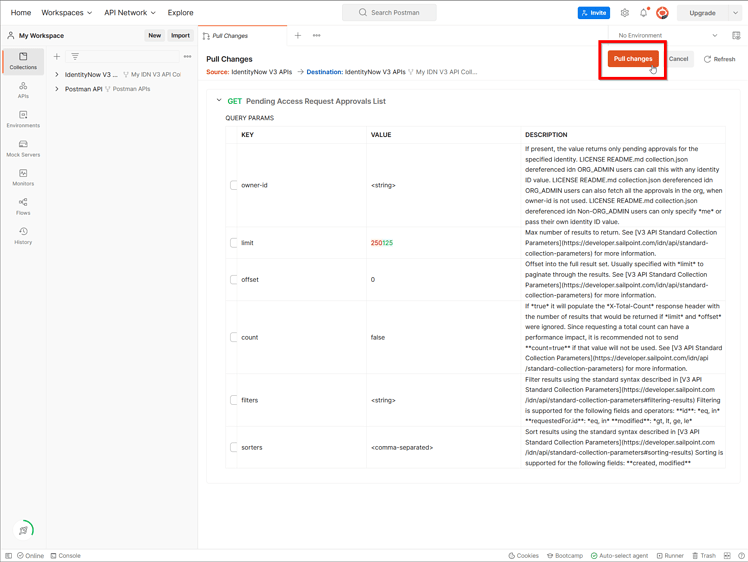 Home Workspaces API Network Explore Search Postman Invite Upgrade
My Workspace New Import Pull Changes No Environment
Collections
APIs
Environments
Mock Servers
Monitors
Flows
History
IdentityNow V3 ... My IDN V3 API Co
Postman API Postman APIs
Pull Changes
Source: IdentityNow V3 APIs → Destination: IdentityNow V3 APIs My IDN V3 API Coll...
Pull changes Cancel Refresh
GET Pending Access Request Approvals List
QUERY PARAMS
KEY VALUE DESCRIPTION
owner-id <string>
If present, the value returns only pending approvals for the
specified identity. LICENSE README.md collection.json
dereferenced idn ORG_ADMIN users can call this with any identity
ID value. LICENSE README.md collection.json dereferenced idn
ORG_ADMIN users can also fetch all the approvals in the org, when
owner-id is not used. LICENSE README.md collection.json
dereferenced idn Non-ORG_ADMIN users can only specify *me* or
pass their own identity ID value.
limit 250125
Max number of results to return. See [V3 API Standard Collection
Parameters](https://developer.sailpoint.com/idn/api/standard-
collection-parameters) for more information.
offset 0
Offset into the full result set. Usually specified with *limit* to
paginate through the results. See [V3 API Standard Collection
Parameters](https://developer.sailpoint.com/idn/api/standard-
collection-parameters) for more information.
count false
If *true* it will populate the *X-Total-Count* response header with
the number of results that would be returned if *limit* and *offset*
were ignored. Since requesting a total count can have a
performance impact, it is recommended not to send
**count=true** if that value will not be used. See [V3 API Standard
Collection Parameters](https://developer.sailpoint.com/idn/api
/standard-collection-parameters) for more information.
filters <string>
Filter results using the standard syntax described in [V3 API
Standard Collection Parameters](https://developer.sailpoint.com
/idn/api/standard-collection-parameters#filtering-results) Filtering
is supported for the following fields and operators: **id**: *eq, in*
**requestedFor.id**: *eq, in* **modified**: *gt, lt, ge, le*
sorters <comma-separated>
Sort results using the standard syntax described in [V3 API
Standard Collection Parameters](https://developer.sailpoint.com
/idn/api/standard-collection-parameters#sorting-results) Sorting is
supported for the following fields: **created, modified**
Online Console Cookies Bootcamp Auto-select agent Runner Trash